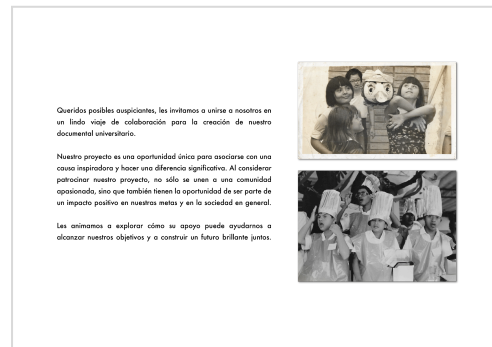 Queridos posibles auspiciantes, les invitamos a unirse a nosotros en
un lindo viaje de colaboración para la creación de nuestro
documental universitario.
Nuestro proyecto es una oportunidad única para asociarse con una
causa inspiradora y hacer una diferencia significativa. Al considerar
patrocinar nuestro proyecto, no sólo se unen a una comunidad
apasionada, sino que también tienen la oportunidad de ser parte de
un impacto positivo en nuestras metas y en la sociedad en general.
Les animamos a explorar cómo su apoyo puede ayudarnos a
alcanzar nuestros objetivos y a construir un futuro brillante juntos.